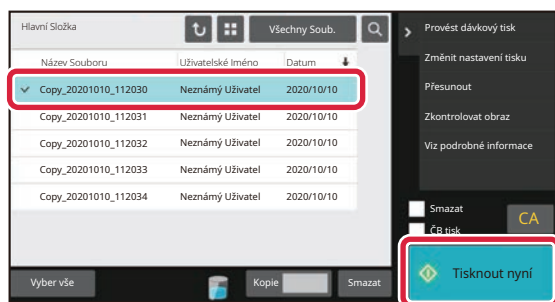 Hlavní Složka
Všechny Soub.
Název Souboru Uživatelské Iméno Datum
Copy_20201010_112030 Neznámý Uživatel 2020/10/10
Copy_20201010_112031 Neznámý Uživatel 2020/10/10
Copy_20201010_112032 Neznámý Uživatel 2020/10/10
Copy_20201010_112033 Neznámý Uživatel 2020/10/10
Copy_20201010_112034 Neznámý Uživatel 2020/10/10
Vyber vše
Kopie
Smazat
Provést dávkový tisk
Změnit nastavení tisku
Přesunout
Zkontrolovat obraz
Viz podrobné informace
Smazat
ČB tisk
CA
Tisknout nyní